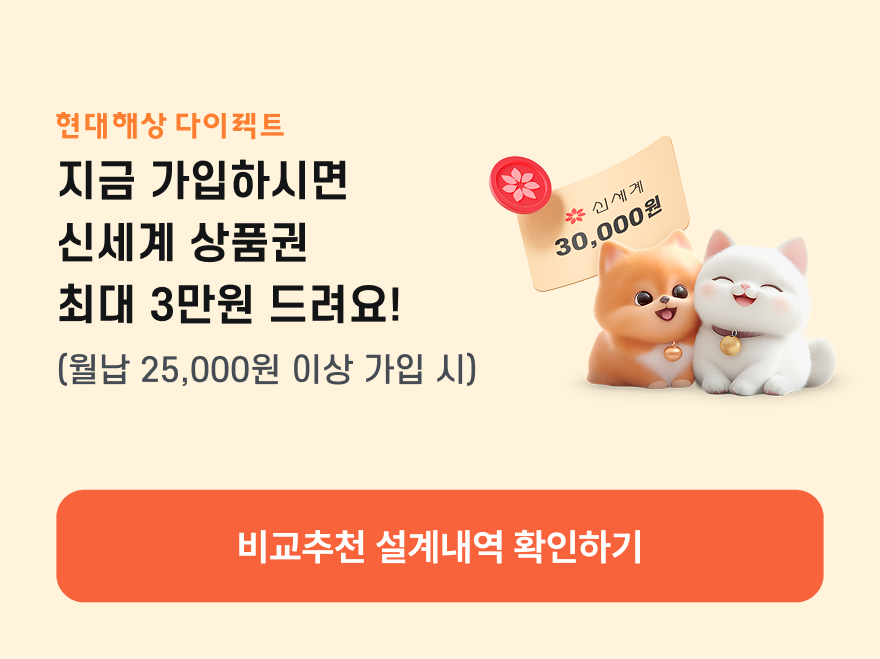 현대해상 다이렉트
지금 가입하시면
신세계 상품권
최대 3만원 드려요!
(월납 25,000원 이상 가입 시)
신세계
30,000원
비교추천 설계내역 확인하기